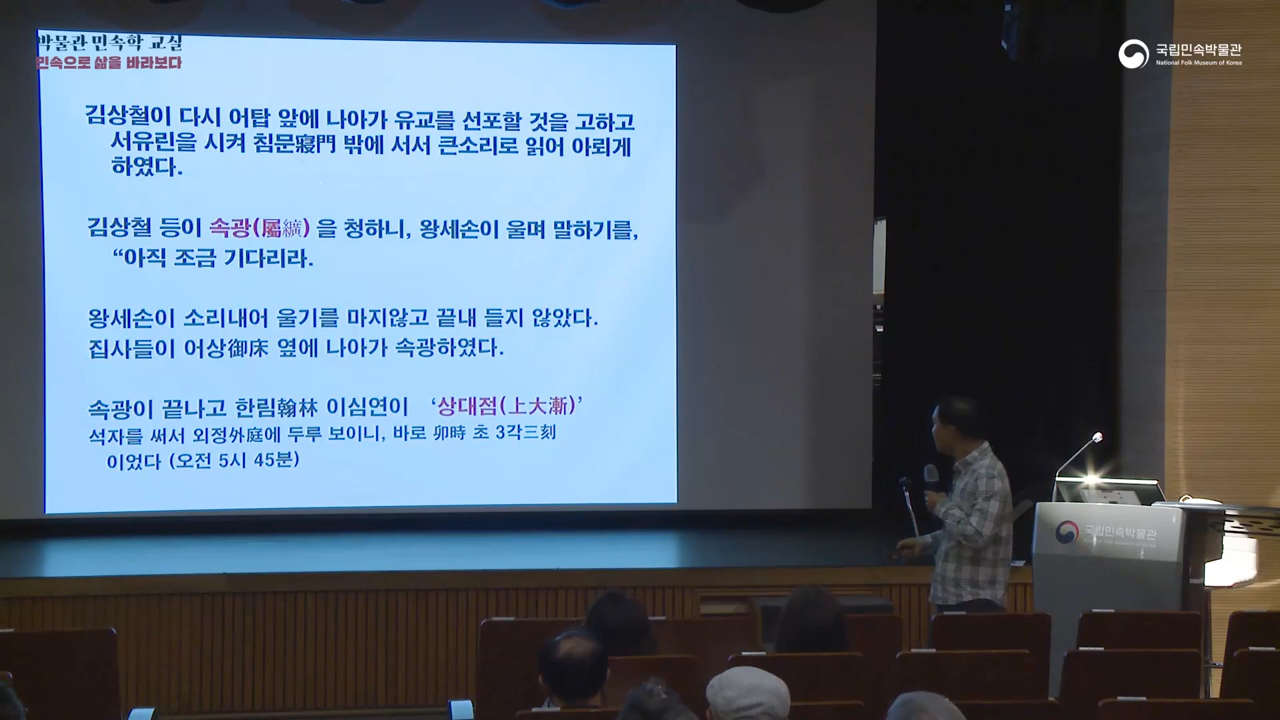 박물관 민속학 교실
민속으로 삶을 바라보다
국립민속박물관
National Folk Museum of Korea
김상철이 다시 어탑 앞에 나아가 유교를 선포할 것을 고하고
서유린을 시켜 침문寢門 밖에 서서 큰소리로 읽어 아뢰게
하였다.
김상철 등이 속광(屬纊) 을 청하니, 왕세손이 울며 말하기를,
“아직 조금 기다리라.
왕세손이 소리내어 울기를 마지않고 끝내 듣지 않았다.
집사들이 어상御床 옆에 나아가 속광하였다.
속광이 끝나고 한림翰林 이심연이 ‘상대점(上大漸)’
석자를 써서 외정外庭에 두루 보이니, 바로 卯時 초 3각三刻
이었다 (오전 5시 45분)
국립민속박물관